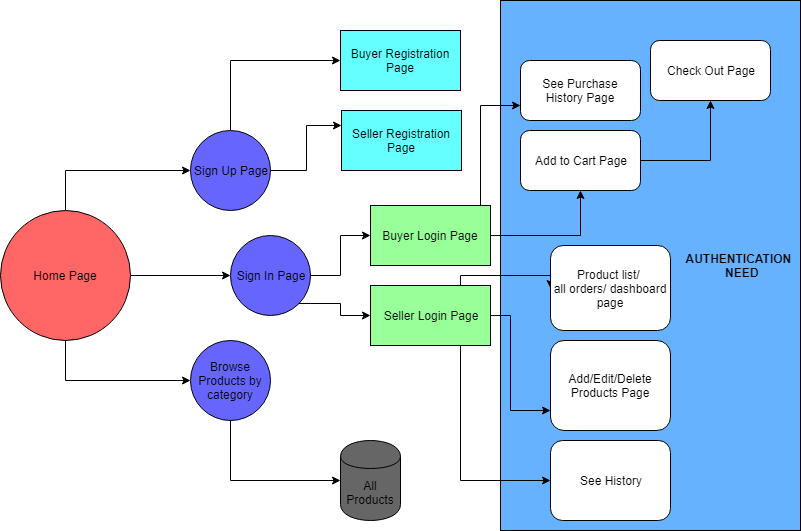 Buyer Registration
Page
Seller Registration
Page
Sign Up Page
Home Page
Sign In Page
Browse
Products by
category
All
Products
Buyer Login Page
Seller Login Page
See Purchase
History Page
Check Out Page
Add to Cart Page
Product list/
all orders/ dashboard
page
Add/Edit/Delete
Products Page
See History
AUTHENTICATION
NEED